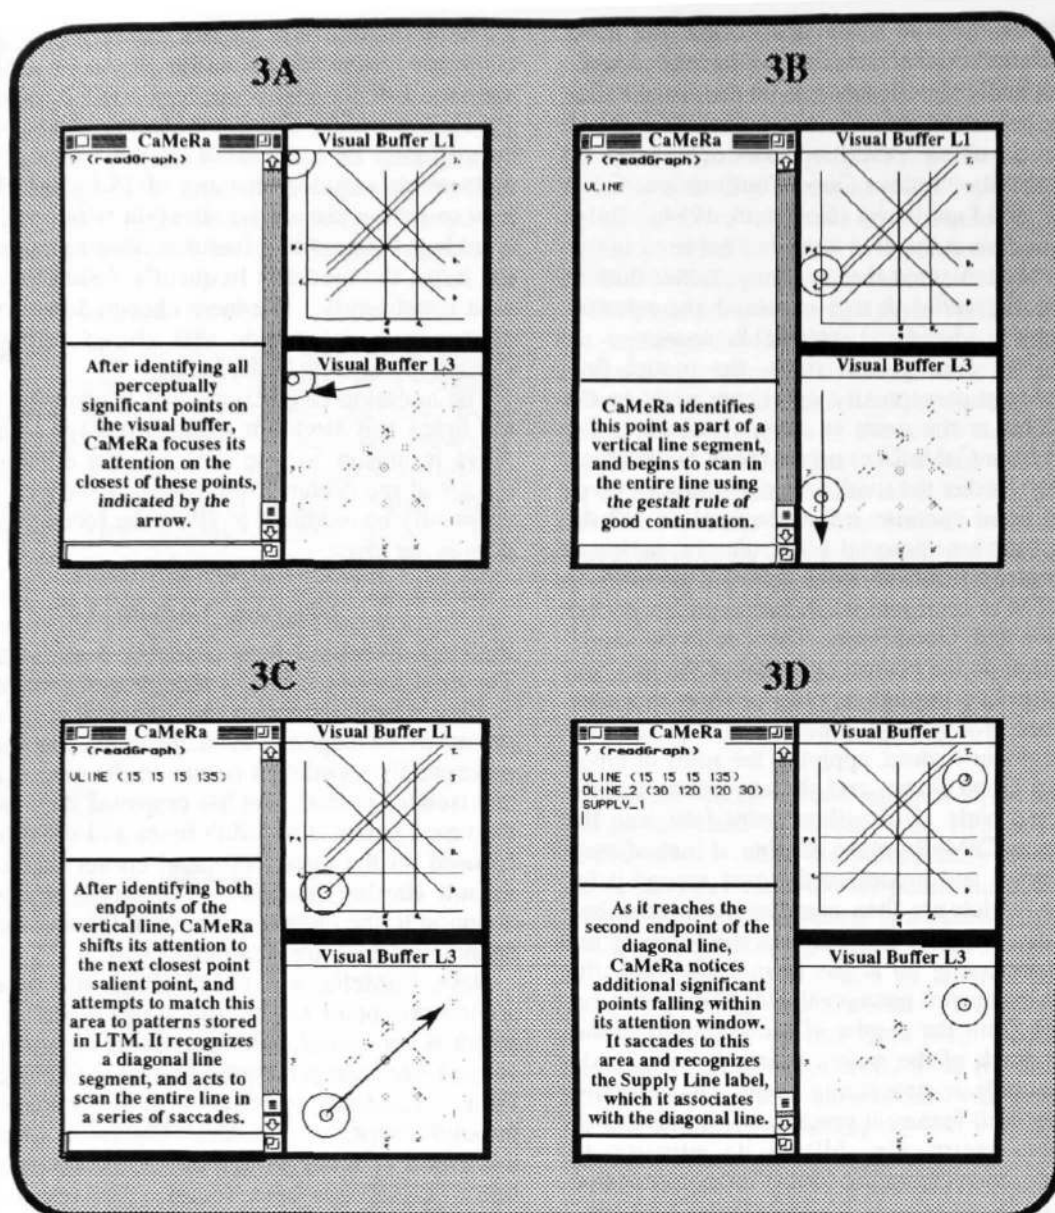 3A
CaMeRa
? (readGraph)
Visual Buffer L1
After identifying all
perceptually
significant points on
the visual buffer,
CaMeRa focuses its
attention on the
closest of these points,
indicated by the
arrow.
Visual Buffer L3
3B
CaMeRa
? (readGraph)
VLINE
Visual Buffer L1
CaMeRa identifies
this point as part of a
vertical line segment,
and begins to scan in
the entire line using
the gestalt rule of
good continuation.
Visual Buffer L3
3C
CaMeRa
? (readGraph)
VLINE (15 15 15 135)
Visual Buffer L1
After identifying both
endpoints of the
vertical line, CaMeRa
shifts its attention to
the next closest point
salient point, and
attempts to match this
area to patterns stored
in LTM. It recognizes
a diagonal line
segment, and acts to
scan the entire line in
a series of saccades.
Visual Buffer L3
3D
CaMeRa
? (readGraph)
VLINE (15 15 15 135)
DLINE_2 (30 120 120 30)
SUPPLY_1
Visual Buffer L1
As it reaches the
second endpoint of the
diagonal line,
CaMeRa notices
additional significant
points falling within
its attention window.
It saccades to this
area and recognizes
the Supply Line label,
which it associates
with the diagonal line.
Visual Buffer L3